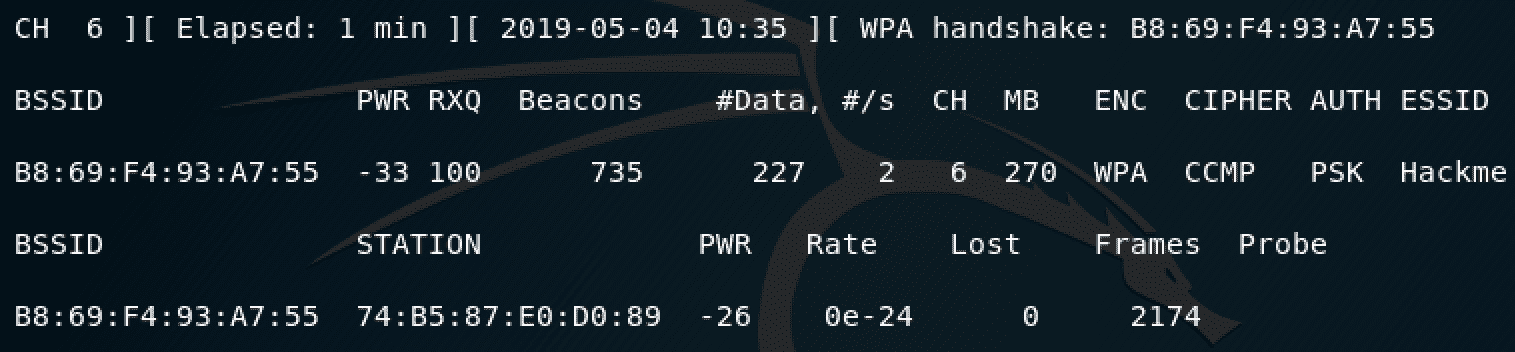 CH  6 ][ Elapsed: 1 min ][ 2019-05-04 10:35 ][ WPA handshake: B8:69:F4:93:A7:55
BSSID              PWR RXQ  Beacons    #Data, #/s  CH  MB   ENC  CIPHER AUTH ESSID
B8:69:F4:93:A7:55  -33 100      735      227    2   6  270  WPA  CCMP   PSK  Hackme
BSSID              STATION            PWR   Rate    Lost    Frames  Probe
B8:69:F4:93:A7:55  74:B5:87:E0:D0:89  -26    0e-24      0     2174